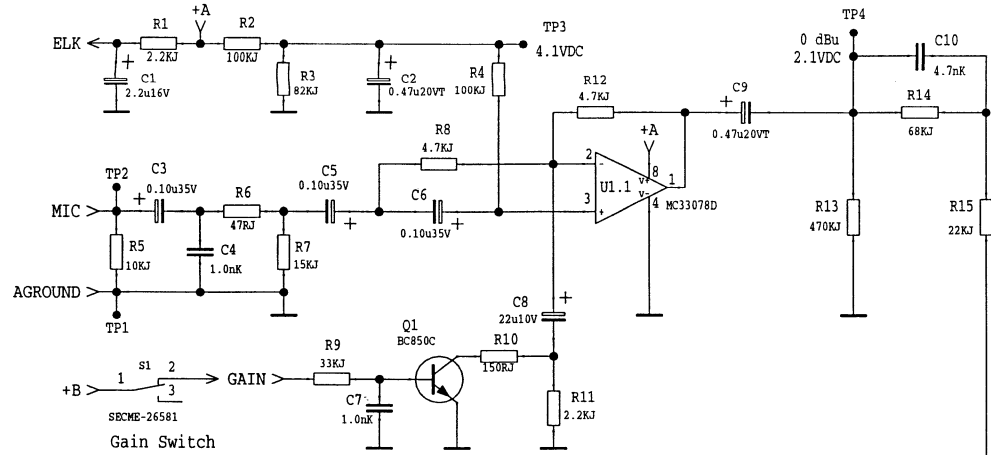 ELK
R1
2.2KJ
+A
R2
100KJ
+
C1
2.2u16V
R3
82KJ
+
C2
0.47u20VT
R4
100KJ
TP3
4.1VDC
R12
4.7KJ
+
C9
0.47u20VT
TP4
0 dBu
2.1VDC
C10
4.7nK
R14
68KJ
R13
470KJ
R15
22KJ
R8
4.7KJ
+A
2
-
8
V+
U1.1
1
V-
3
+
4
MC33078D
TP2
C3
0.10u35V
+
MIC
R5
10KJ
R6
47RJ
C4
1.0nK
R7
15KJ
C5
0.10u35V
+
C6
+
0.10u35V
AGROUND
TP1
C8
+
22u10V
Q1
BC850C
R10
150RJ
R11
2.2KJ
R9
33KJ
C7
1.0nK
GAIN
S1
+B
1
2
3
SECME-26581
Gain Switch